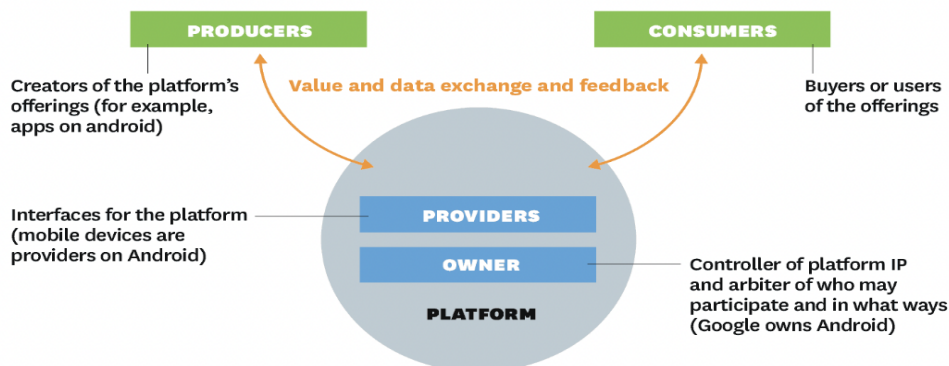 PRODUCERS
CONSUMERS
Creators of the platform’s
offerings (for example,
apps on android)
Value and data exchange and feedback
Buyers or users
of the offerings
Interfaces for the platform
(mobile devices are
providers on Android)
PROVIDERS
OWNER
PLATFORM
Controller of platform IP
and arbiter of who may
participate and in what ways
(Google owns Android)